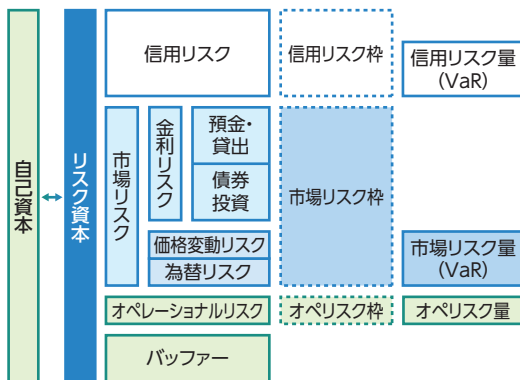 自己資本
リスク資本
信用リスク
信用リスク枠
信用リスク量
(VaR)
市場リスク
金利リスク
預金・
貸出
債券
投資
価格変動リスク
為替リスク
市場リスク枠
市場リスク量
(VaR)
オペレーショナルリスク
オペリスク枠
オペリスク量
バッファー